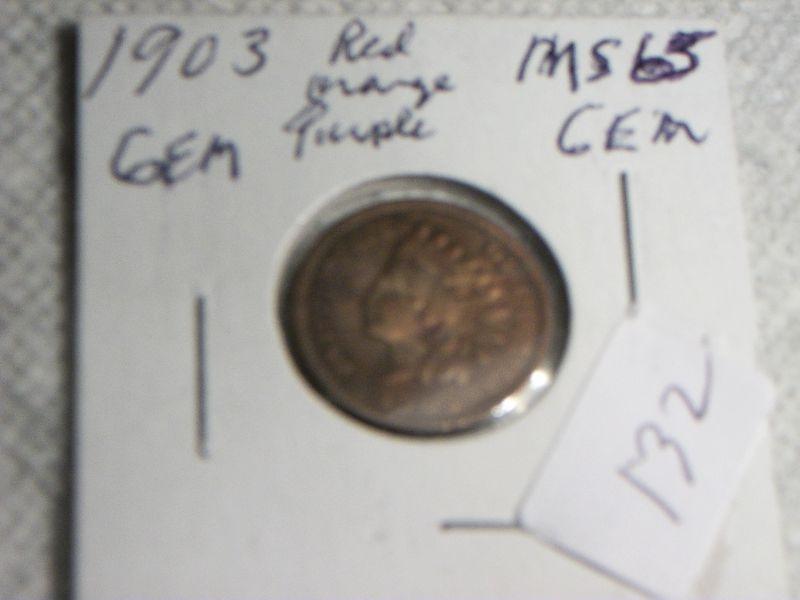 1903 Red MS65
orange
GEM Purple GEM
132